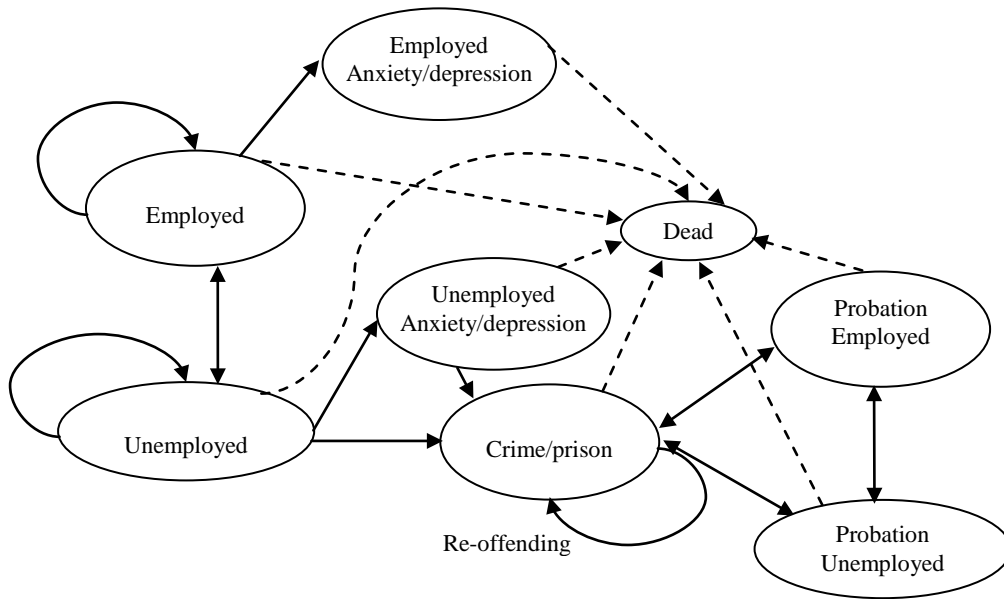 Employed
Anxiety/depression
Employed
Dead
Unemployed
Anxiety/depression
Probation
Employed
Unemployed
Crime/prison
Re-offending
Probation
Unemployed